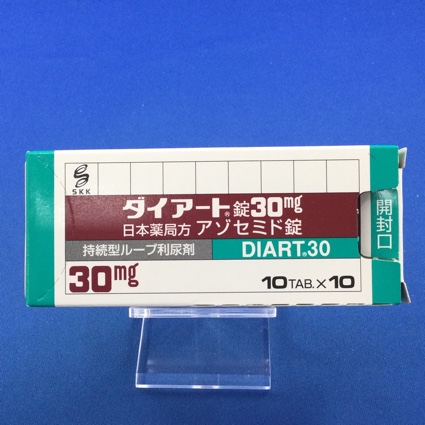 SKK
ダイアート®錠30mg
日本薬局方 アゾセミド錠
持続型ループ利尿剤
DIART®30
30mg
10TAB.×10
開封口